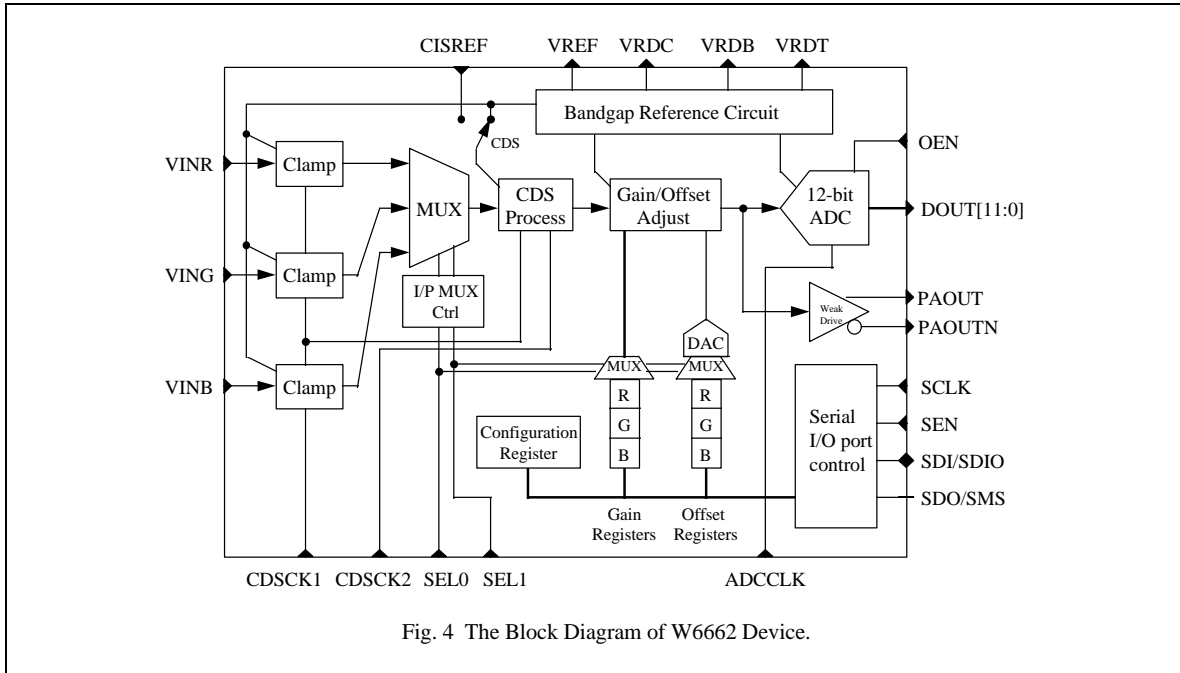 CISREF VREF VRDC VRDB VRDT
Bandgap Reference Circuit
CDS
OEN
VINR
Clamp
MUX
CDS
Process
Gain/Offset
Adjust
12-bit
ADC
DOUT[11:0]
VING
Clamp
I/P MUX
Ctrl
Weak
Drive
PAOUT
PAOUTN
DAC
MUX MUX
VINB
Clamp
SCLK
SEN
SDI/SDIO
SDO/SMS
Serial
I/O port
control
Configuration
Register
R
G
B
R
G
B
Gain
Registers
Offset
Registers
CDSCK1 CDSCK2 SEL0 SEL1 ADCCLK
Fig. 4 The Block Diagram of W6662 Device.